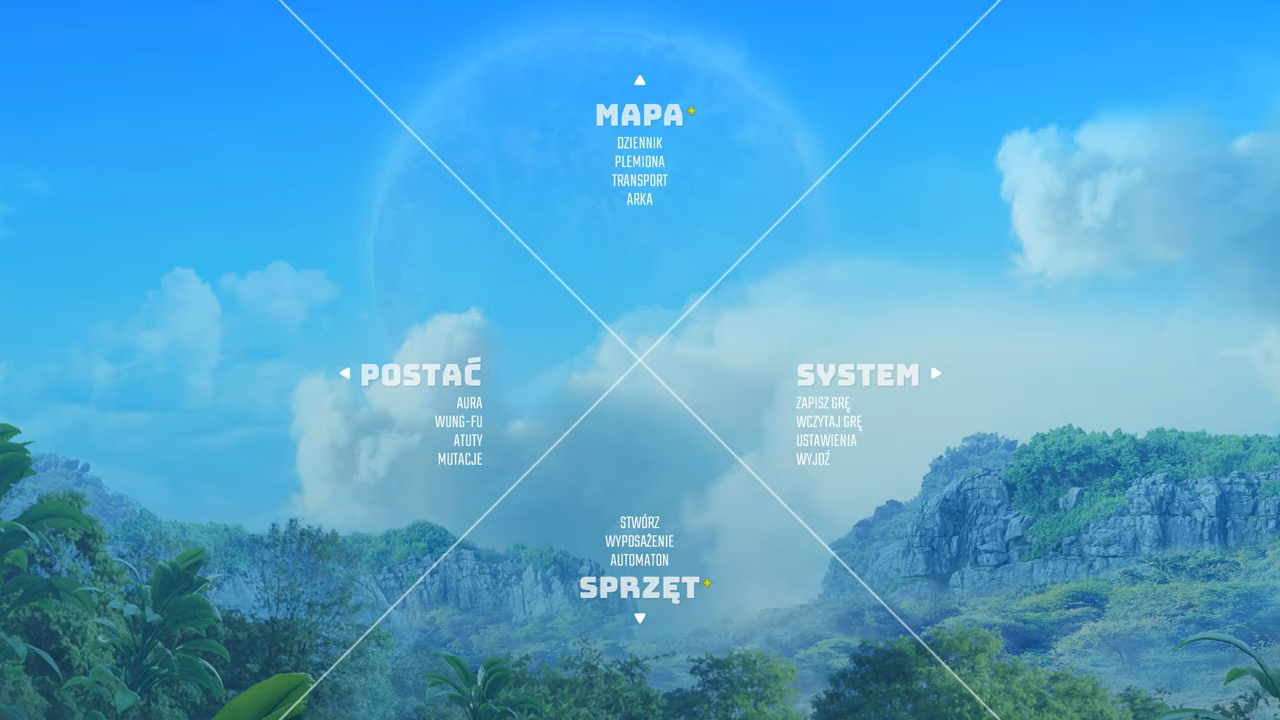 MAPA
DZIENNIK
PLEMIONA
TRANSPORT
ARKA
POSTAĆ
AURA
WUNG-FU
ATUTY
MUTACJE
SYSTEM
ZAPISZ GRĘ
WCZYTAJ GRĘ
USTAWIENIA
WYJDŹ
STWÓRZ
WYPOSAŻENIE
AUTOMATON
SPRZĘT